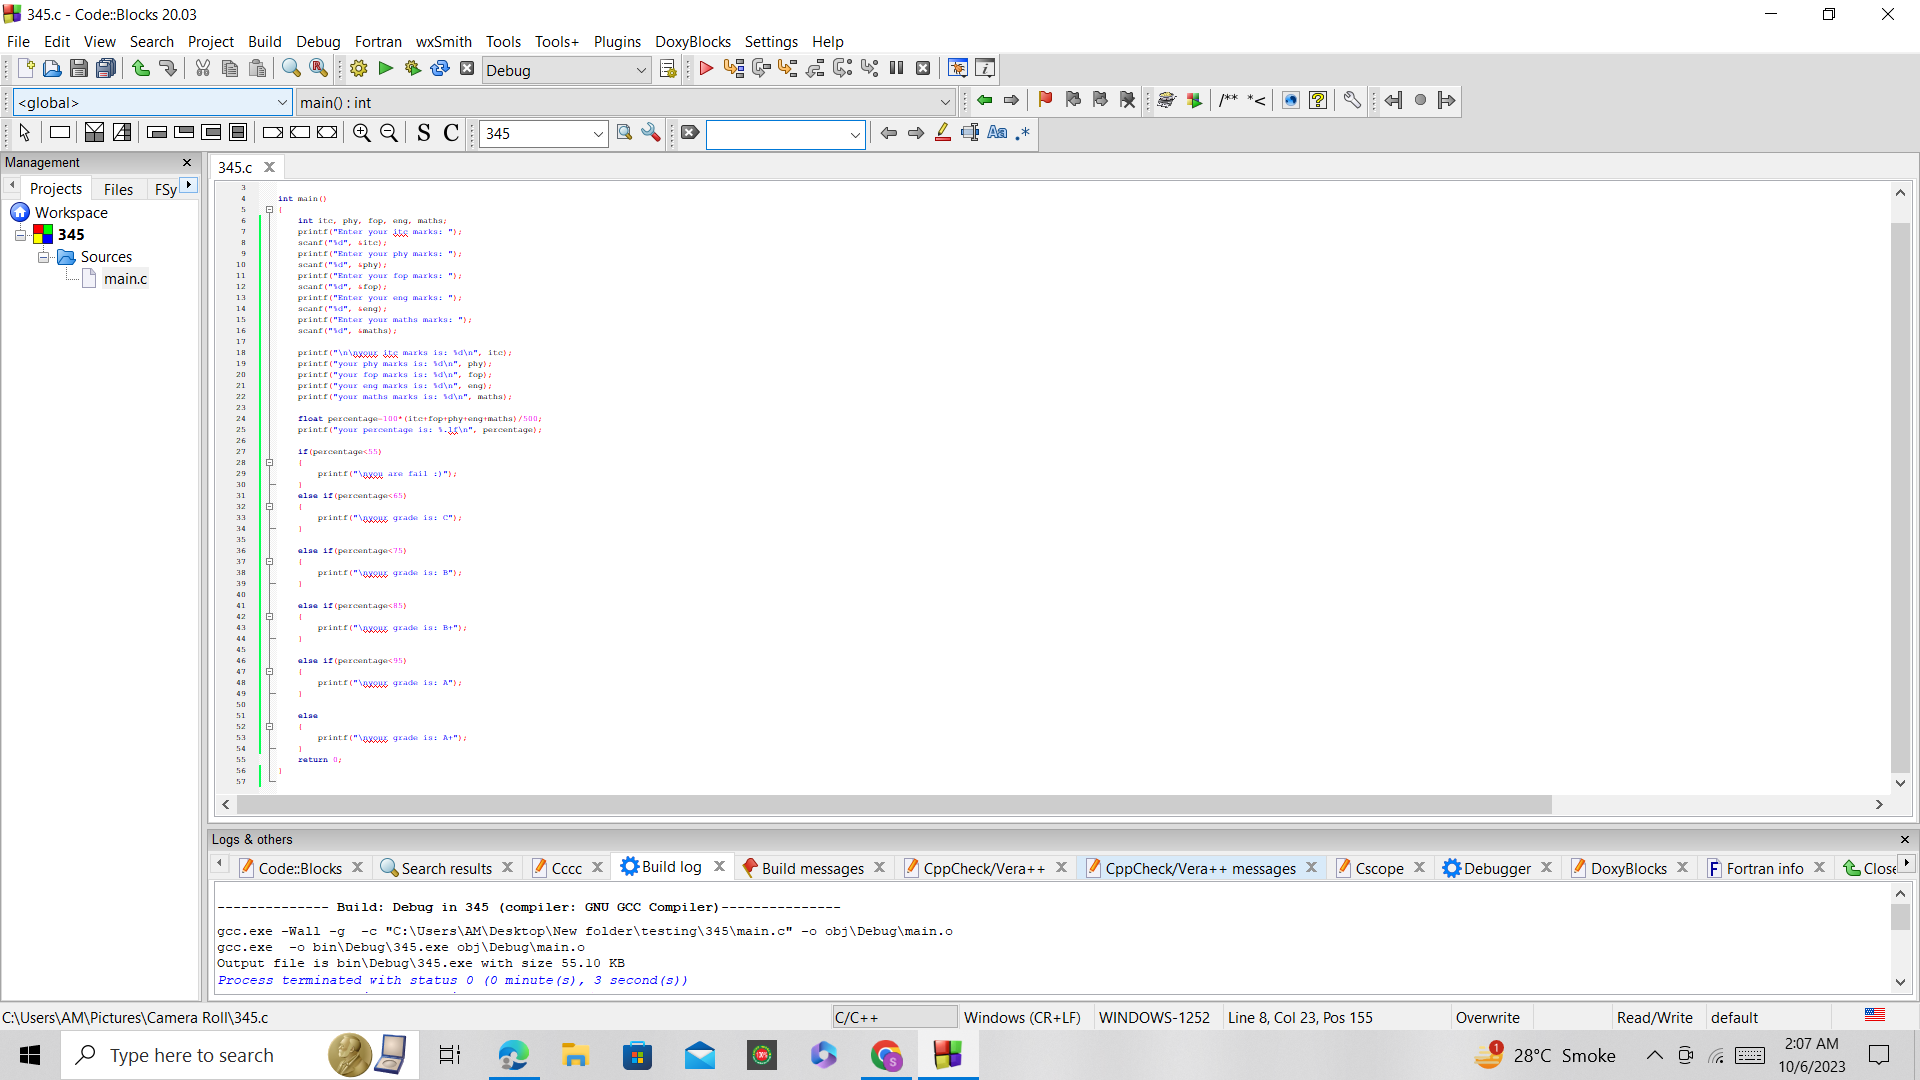 345.c - Code::Blocks 20.03
File Edit View Search Project Build Debug Fortran wxSmith Tools Tools+ Plugins DoxyBlocks Settings Help
Debug
<global> main() : int
/** *<
S C 345 Aa .*
Management
345.c
Projects Files FSy
Workspace
345
Sources
main.c
3
4 int main()
5 {
6 int itc, phy, fop, eng, maths;
7 printf("Enter your itc marks: ");
8 scanf("%d", &itc);
9 printf("Enter your phy marks: ");
10 scanf("%d", &phy);
11 printf("Enter your fop marks: ");
12 scanf("%d", &fop);
13 printf("Enter your eng marks: ");
14 scanf("%d", &eng);
15 printf("Enter your maths marks: ");
16 scanf("%d", &maths);
17
18 printf("\n\nyour itc marks is: %d\n", itc);
19 printf("your phy marks is: %d\n", phy);
20 printf("your fop marks is: %d\n", fop);
21 printf("your eng marks is: %d\n", eng);
22 printf("your maths marks is: %d\n", maths);
23
24 float percentage=100*(itc+fop+phy+eng+maths)/500;
25 printf("your percentage is: %.1f\n", percentage);
26
27 if(percentage<55)
28 {
29 printf("\nyou are fail :)");
30 }
31 else if(percentage<65)
32 {
33 printf("\nyour grade is: C");
34 }
35
36 else if(percentage<75)
37 {
38 printf("\nyour grade is: B");
39 }
40
41 else if(percentage<85)
42 {
43 printf("\nyour grade is: B+");
44 }
45
46 else if(percentage<95)
47 {
48 printf("\nyour grade is: A");
49 }
50
51 else
52 {
53 printf("\nyour grade is: A+");
54 }
55 return 0;
56 }
57
Logs & others
Code::Blocks Search results Cccc Build log Build messages CppCheck/Vera++ CppCheck/Vera++ messages Cscope Debugger DoxyBlocks Fortran info Close
-------------- Build: Debug in 345 (compiler: GNU GCC Compiler)---------------
gcc.exe -Wall -g -c "C:\Users\AM\Desktop\New folder\testing\345\main.c" -o obj\Debug\main.o
gcc.exe -o bin\Debug\345.exe obj\Debug\main.o
Output file is bin\Debug\345.exe with size 55.10 KB
Process terminated with status 0 (0 minute(s), 3 second(s))
C:\Users\AM\Pictures\Camera Roll\345.c C/C++ Windows (CR+LF) WINDOWS-1252 Line 8, Col 23, Pos 155 Overwrite Read/Write default
Type here to search
1 28°C Smoke
2:07 AM
10/6/2023